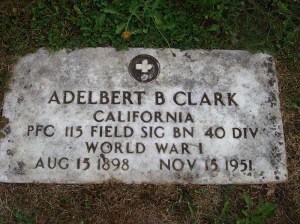 ADELBERT B CLARK
CALIFORNIA
PFC 115 FIELD SIG BN 40 DIV
WORLD WAR I
AUG 15 1898 NOV 15 1951